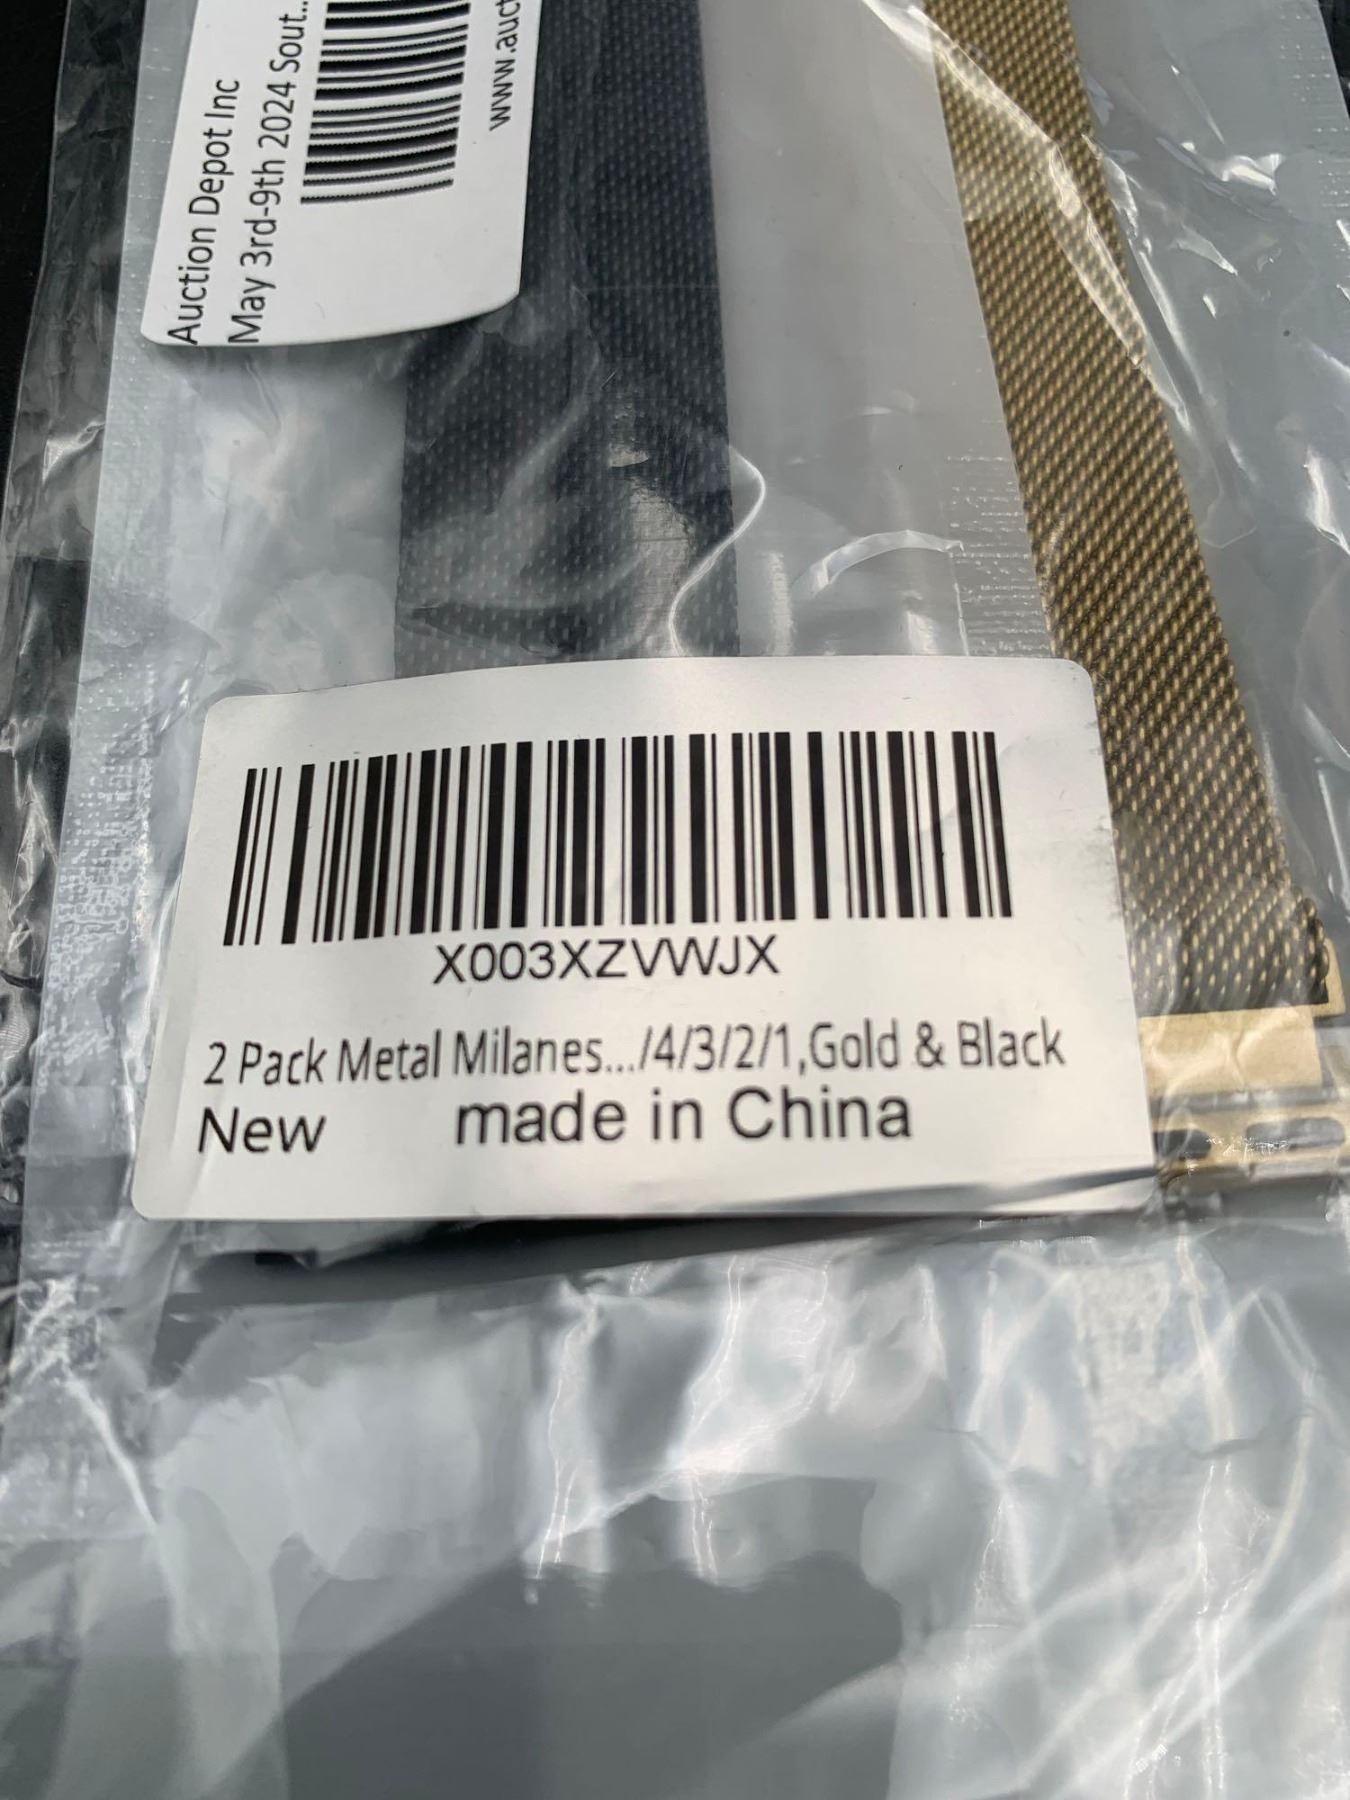 Auction Depot Inc
May 3rd-9th 2024 Sout...
www.auct
X003XZVWJX
2 Pack Metal Milanes.../4/3/2/1,Gold & Black
New made in China